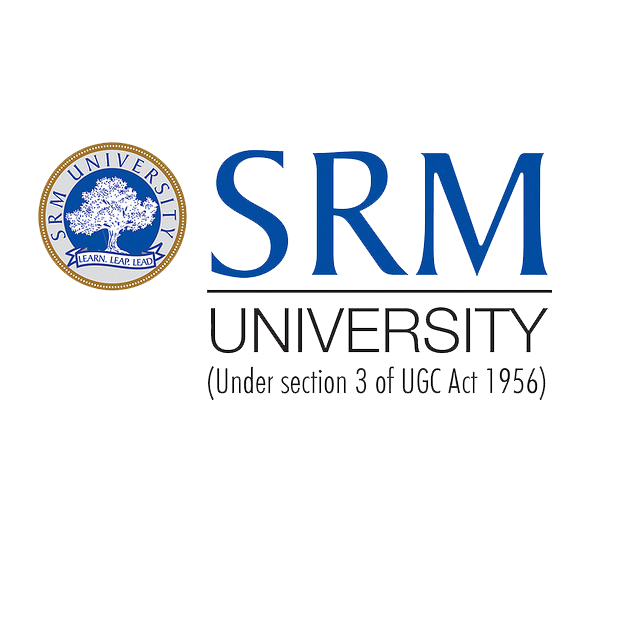 SRM UNIVERSITY
LEARN. LEAP. LEAD
SRM
UNIVERSITY
(Under section 3 of UGC Act 1956)